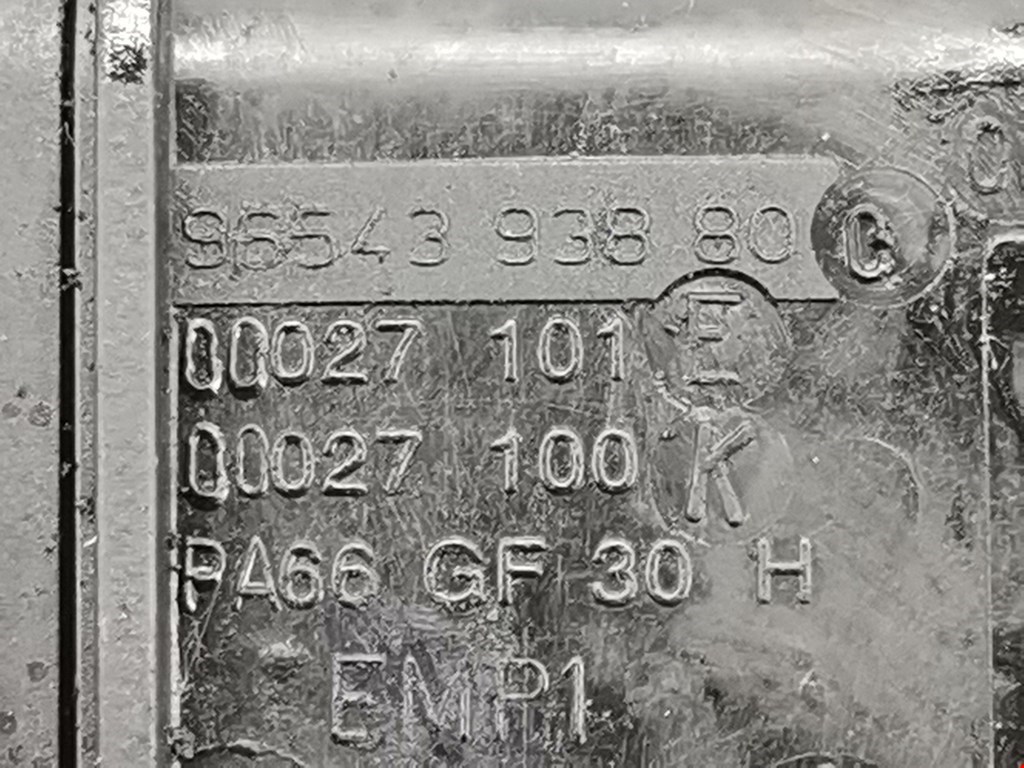 96543 938 80 G
00027 101 E
00027 100 K
PA66 GF 30 H
EMP1